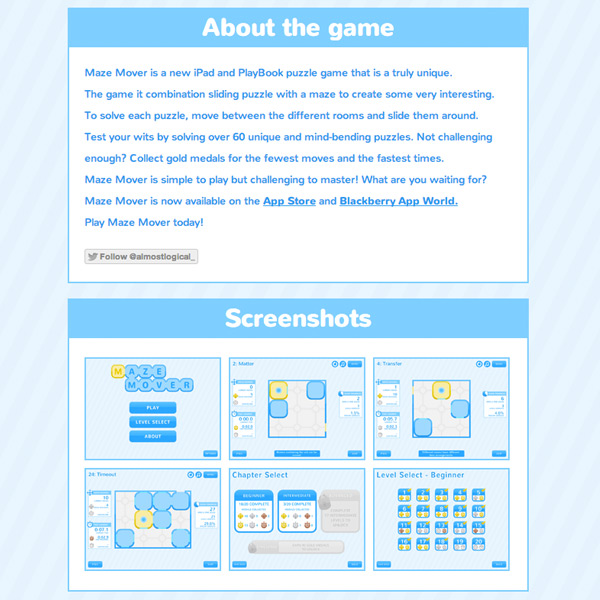 About the game
Maze Mover is a new iPad and PlayBook puzzle game that is a truly unique.
The game it combination sliding puzzle with a maze to create some very interesting.
To solve each puzzle, move between the different rooms and slide them around.
Test your wits by solving over 60 unique and mind-bending puzzles. Not challenging
enough? Collect gold medals for the fewest moves and the fastest times.
Maze Mover is simple to play but challenging to master! What are you waiting for?
Maze Mover is now available on the App Store and Blackberry App World.
Play Maze Mover today!
Follow @almostlogical_
Screenshots
MAZE
MOVER
PLAY
LEVEL SELECT
ABOUT
2: Matter
4: Transfer
24: Timeout
Chapter Select
BEGINNER
INTERMEDIATE
Level Select - Beginner
1 2 3 4 5
6 7 8 9 10
11 12 13 14 15
16 17 18 19 20